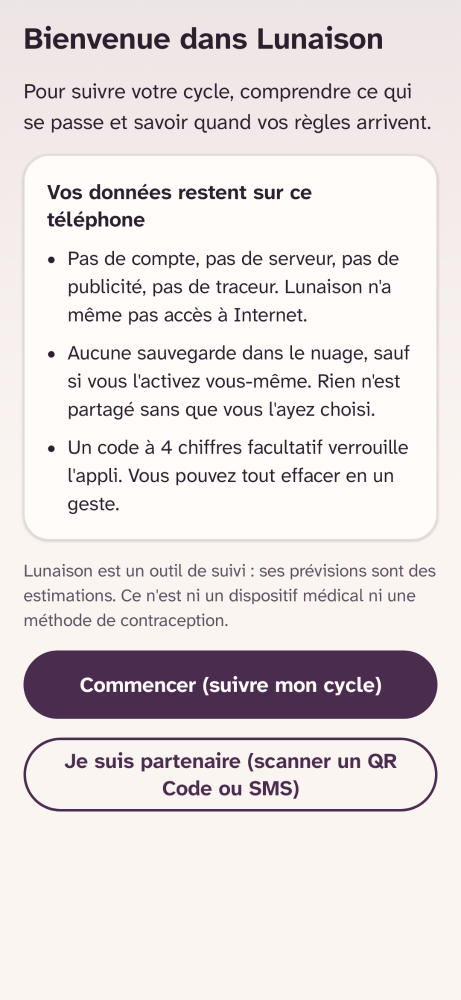 Bienvenue dans Lunaison
Pour suivre votre cycle, comprendre ce qui
se passe et savoir quand vos règles arrivent.
Vos données restent sur ce
téléphone
• Pas de compte, pas de serveur, pas de
publicité, pas de traceur. Lunaison n'a
même pas accès à Internet.
• Aucune sauvegarde dans le nuage, sauf
si vous l'activez vous-même. Rien n'est
partagé sans que vous l'ayez choisi.
• Un code à 4 chiffres facultatif verrouille
l'appli. Vous pouvez tout effacer en un
geste.
Lunaison est un outil de suivi : ses prévisions sont des
estimations. Ce n'est ni un dispositif médical ni une
méthode de contraception.
Commencer (suivre mon cycle)
Je suis partenaire (scanner un QR
Code ou SMS)